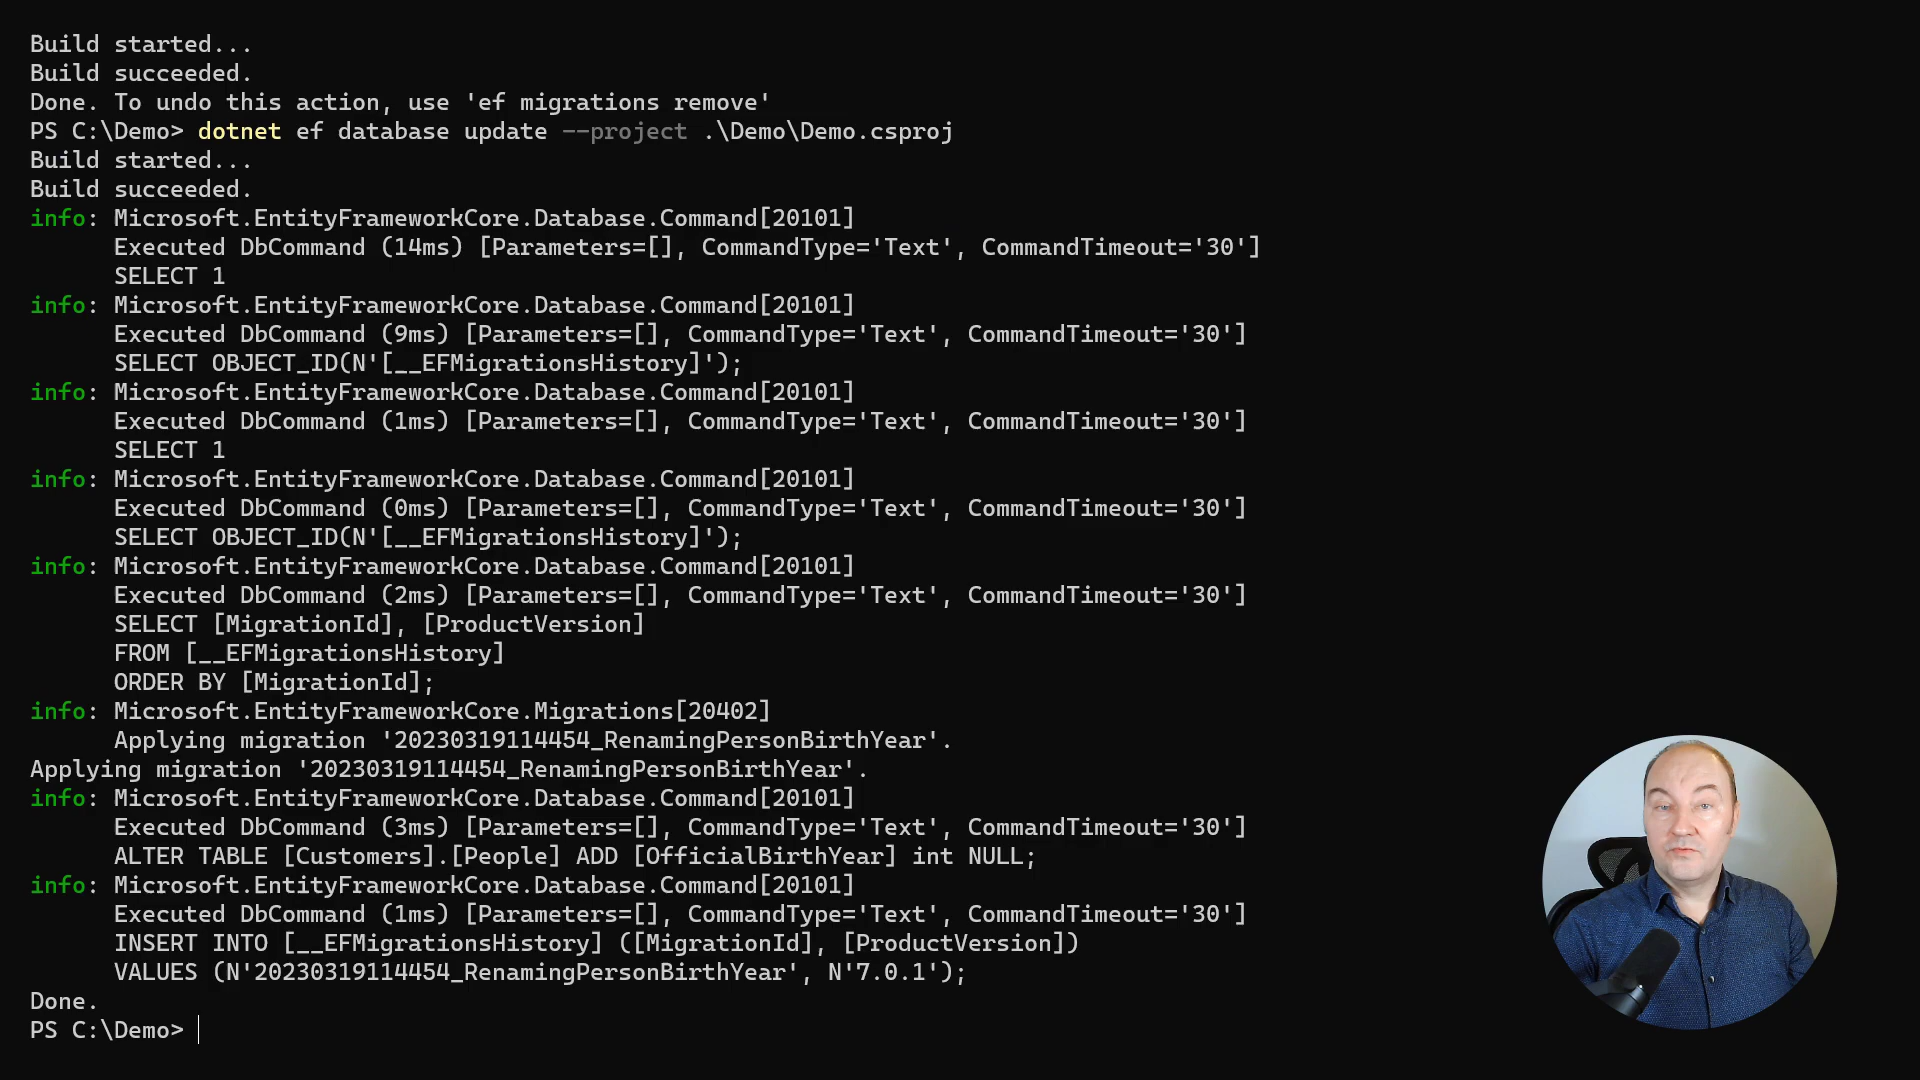 Build started...
Build succeeded.
Done. To undo this action, use 'ef migrations remove'
PS C:\Demo> dotnet ef database update --project .\Demo\Demo.csproj
Build started...
Build succeeded.
info: Microsoft.EntityFrameworkCore.Database.Command[20101]
      Executed DbCommand (14ms) [Parameters=[], CommandType='Text', CommandTimeout='30']
      SELECT 1
info: Microsoft.EntityFrameworkCore.Database.Command[20101]
      Executed DbCommand (9ms) [Parameters=[], CommandType='Text', CommandTimeout='30']
      SELECT OBJECT_ID(N'[__EFMigrationsHistory]');
info: Microsoft.EntityFrameworkCore.Database.Command[20101]
      Executed DbCommand (1ms) [Parameters=[], CommandType='Text', CommandTimeout='30']
      SELECT 1
info: Microsoft.EntityFrameworkCore.Database.Command[20101]
      Executed DbCommand (0ms) [Parameters=[], CommandType='Text', CommandTimeout='30']
      SELECT OBJECT_ID(N'[__EFMigrationsHistory]');
info: Microsoft.EntityFrameworkCore.Database.Command[20101]
      Executed DbCommand (2ms) [Parameters=[], CommandType='Text', CommandTimeout='30']
      SELECT [MigrationId], [ProductVersion]
      FROM [__EFMigrationsHistory]
      ORDER BY [MigrationId];
info: Microsoft.EntityFrameworkCore.Migrations[20402]
      Applying migration '20230319114454_RenamingPersonBirthYear'.
Applying migration '20230319114454_RenamingPersonBirthYear'.
info: Microsoft.EntityFrameworkCore.Database.Command[20101]
      Executed DbCommand (3ms) [Parameters=[], CommandType='Text', CommandTimeout='30']
      ALTER TABLE [Customers].[People] ADD [OfficialBirthYear] int NULL;
info: Microsoft.EntityFrameworkCore.Database.Command[20101]
      Executed DbCommand (1ms) [Parameters=[], CommandType='Text', CommandTimeout='30']
      INSERT INTO [__EFMigrationsHistory] ([MigrationId], [ProductVersion])
      VALUES (N'20230319114454_RenamingPersonBirthYear', N'7.0.1');
Done.
PS C:\Demo>